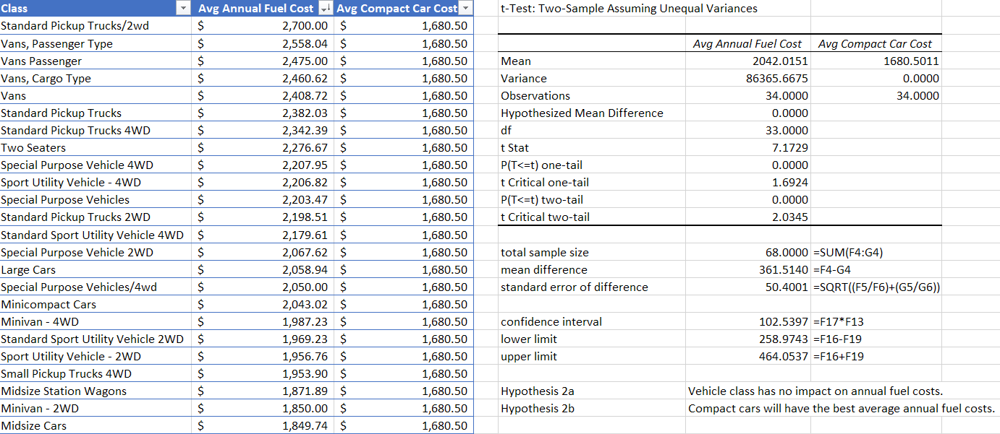 Class Avg Annual Fuel Cost Avg Compact Car Cost t-Test: Two-Sample Assuming Unequal Variances
Standard Pickup Trucks/2wd $ 2,700.00 $ 1,680.50
Vans, Passenger Type $ 2,558.04 $ 1,680.50 Avg Annual Fuel Cost Avg Compact Car Cost
Vans Passenger $ 2,475.00 $ 1,680.50 Mean 2042.0151 1680.5011
Vans, Cargo Type $ 2,460.62 $ 1,680.50 Variance 86365.6675 0.0000
Vans $ 2,408.72 $ 1,680.50 Observations 34.0000 34.0000
Standard Pickup Trucks $ 2,382.03 $ 1,680.50 Hypothesized Mean Difference 0.0000
Standard Pickup Trucks 4WD $ 2,342.39 $ 1,680.50 df 33.0000
Two Seaters $ 2,276.67 $ 1,680.50 t Stat 7.1729
Special Purpose Vehicle 4WD $ 2,207.95 $ 1,680.50 P(T<=t) one-tail 0.0000
Sport Utility Vehicle - 4WD $ 2,206.82 $ 1,680.50 t Critical one-tail 1.6924
Special Purpose Vehicles $ 2,203.47 $ 1,680.50 P(T<=t) two-tail 0.0000
Standard Pickup Trucks 2WD $ 2,198.51 $ 1,680.50 t Critical two-tail 2.0345
Standard Sport Utility Vehicle 4WD $ 2,179.61 $ 1,680.50
Special Purpose Vehicle 2WD $ 2,067.62 $ 1,680.50 total sample size 68.0000 =SUM(F4:G4)
Large Cars $ 2,058.94 $ 1,680.50 mean difference 361.5140 =F4-G4
Special Purpose Vehicles/4wd $ 2,050.00 $ 1,680.50 standard error of difference 50.4001 =SQRT((F5/F6)+(G5/G6))
Minicompact Cars $ 2,043.02 $ 1,680.50
Minivan - 4WD $ 1,987.23 $ 1,680.50 confidence interval 102.5397 =F17*F13
Standard Sport Utility Vehicle 2WD $ 1,969.23 $ 1,680.50 lower limit 258.9743 =F16-F19
Sport Utility Vehicle - 2WD $ 1,956.76 $ 1,680.50 upper limit 464.0537 =F16+F19
Small Pickup Trucks 4WD $ 1,953.90 $ 1,680.50
Midsize Station Wagons $ 1,871.89 $ 1,680.50 Hypothesis 2a Vehicle class has no impact on annual fuel costs.
Minivan - 2WD $ 1,850.00 $ 1,680.50 Hypothesis 2b Compact cars will have the best average annual fuel costs.
Midsize Cars $ 1,849.74 $ 1,680.50